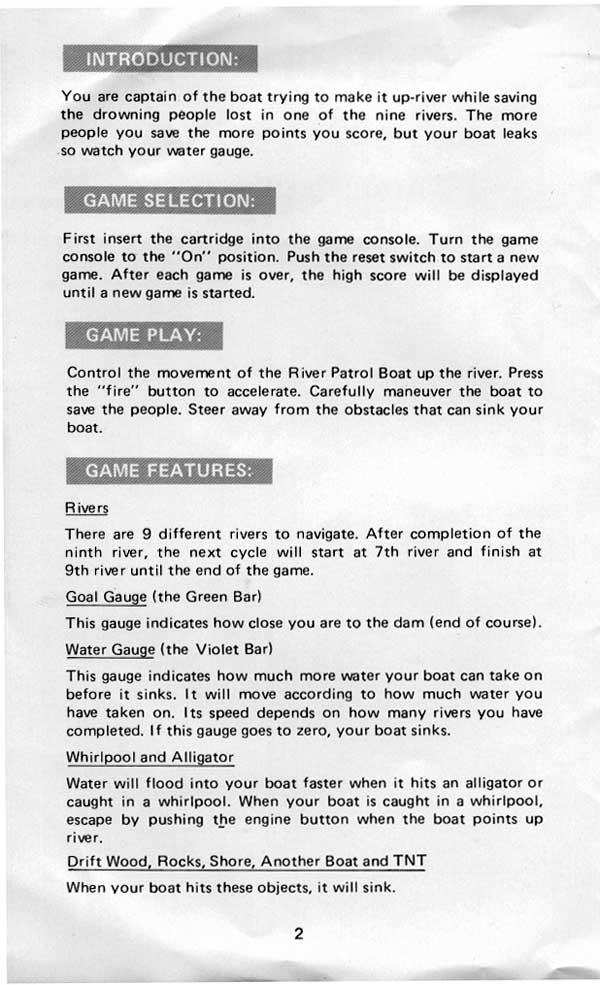 INTRODUCTION:
You are captain of the boat trying to make it up-river while saving
the drowning people lost in one of the nine rivers. The more
people you save the more points you score, but your boat leaks
so watch your water gauge.
GAME SELECTION:
First insert the cartridge into the game console. Turn the game
console to the "On" position. Push the reset switch to start a new
game. After each game is over, the high score will be displayed
until a new game is started.
GAME PLAY:
Control the movement of the River Patrol Boat up the river. Press
the "fire" button to accelerate. Carefully maneuver the boat to
save the people. Steer away from the obstacles that can sink your
boat.
GAME FEATURES:
Rivers
There are 9 different rivers to navigate. After completion of the
ninth river, the next cycle will start at 7th river and finish at
9th river until the end of the game.
Goal Gauge (the Green Bar)
This gauge indicates how close you are to the dam (end of course).
Water Gauge (the Violet Bar)
This gauge indicates how much more water your boat can take on
before it sinks. It will move according to how much water you
have taken on. Its speed depends on how many rivers you have
completed. If this gauge goes to zero, your boat sinks.
Whirlpool and Alligator
Water will flood into your boat faster when it hits an alligator or
caught in a whirlpool. When your boat is caught in a whirlpool,
escape by pushing the engine button when the boat points up
river.
Drift Wood, Rocks, Shore, Another Boat and TNT
When your boat hits these objects, it will sink.
2